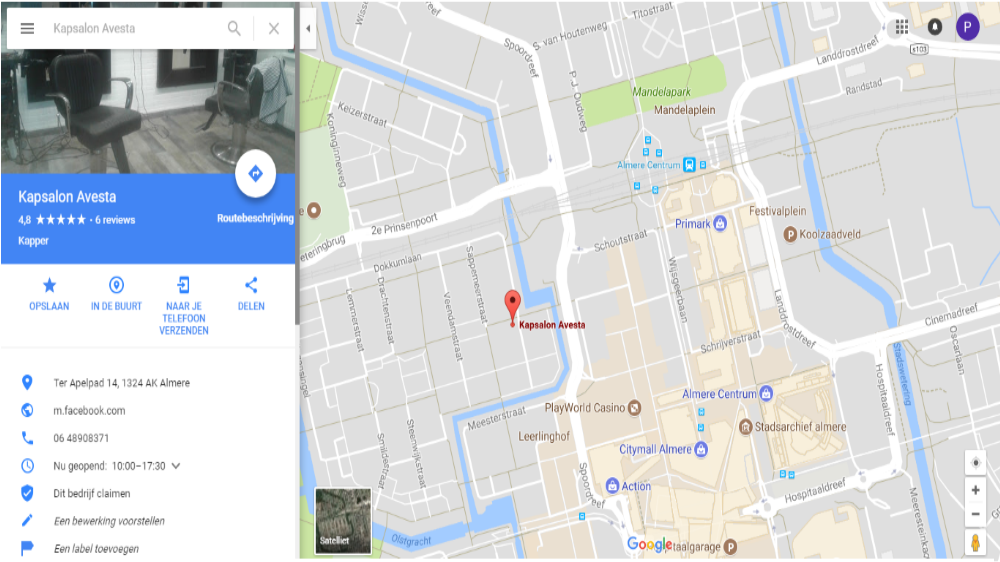 Kapsalon Avesta
Kapsalon Avesta
4,8 ★★★★★ • 6 reviews
Kapper
Routebeschrijving
OPSLAAN
IN DE BUURT
NAAR JE
TELEFOON
VERZENDEN
DELEN
Ter Apelpad 14, 1324 AK Almere
m.facebook.com
06 48908371
Nu geopend: 10:00–17:30
Dit bedrijf claimen
Een bewerking voorstellen
Een label toevoegen
P
Titostraat
S. van Houtenweg
Spoordreef
P.J. Oudweg
Landdrostdreef
s103
Randstad
Mandelapark
Mandelaplein
Keizerstraat
Koninginneweg
Almere Centrum
2e Prinsenpoort
Primark
Festivalplein
Koolzaadveld
Schoutstraat
Dokkumlaan
Sappemeerstraat
Lemmerstraat
Drachtenstraat
Veendamstraat
Wijsgeerbaan
Landdrostdreef
Kapsalon Avesta
Cinemadreef
Oscarlaan
Schrijverstraat
Stadswetering
Hospitaaldreef
Almere Centrum
PlayWorld Casino
Meesterstraat
Leerlinghof
Stadsarchief almere
Steenwijkstraat
Smildestraat
Citymall Almere
Spoordreef
Action
Hospitaaldreef
Satelliet
Olstgracht
Google
taalgarage